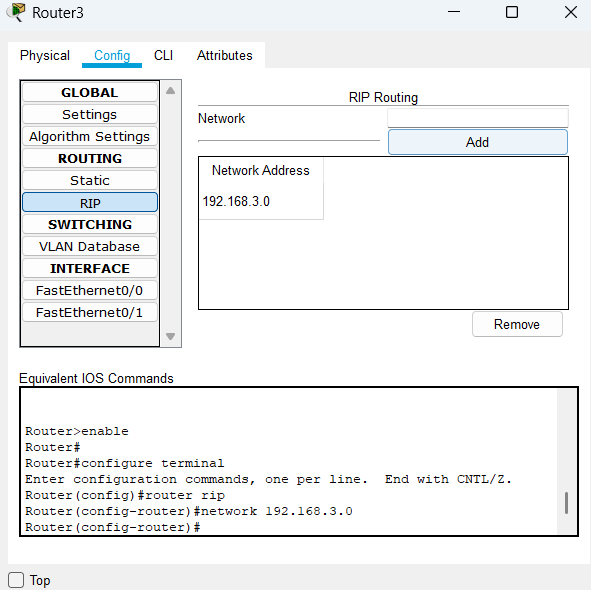 Router3
Physical Config CLI Attributes
GLOBAL
Settings
Algorithm Settings
ROUTING
Static
RIP
SWITCHING
VLAN Database
INTERFACE
FastEthernet0/0
FastEthernet0/1
RIP Routing
Network
Add
Network Address
192.168.3.0
Remove
Equivalent IOS Commands
Router>enable
Router#
Router#configure terminal
Enter configuration commands, one per line.  End with CNTL/Z.
Router(config)#router rip
Router(config-router)#network 192.168.3.0
Router(config-router)#
Top